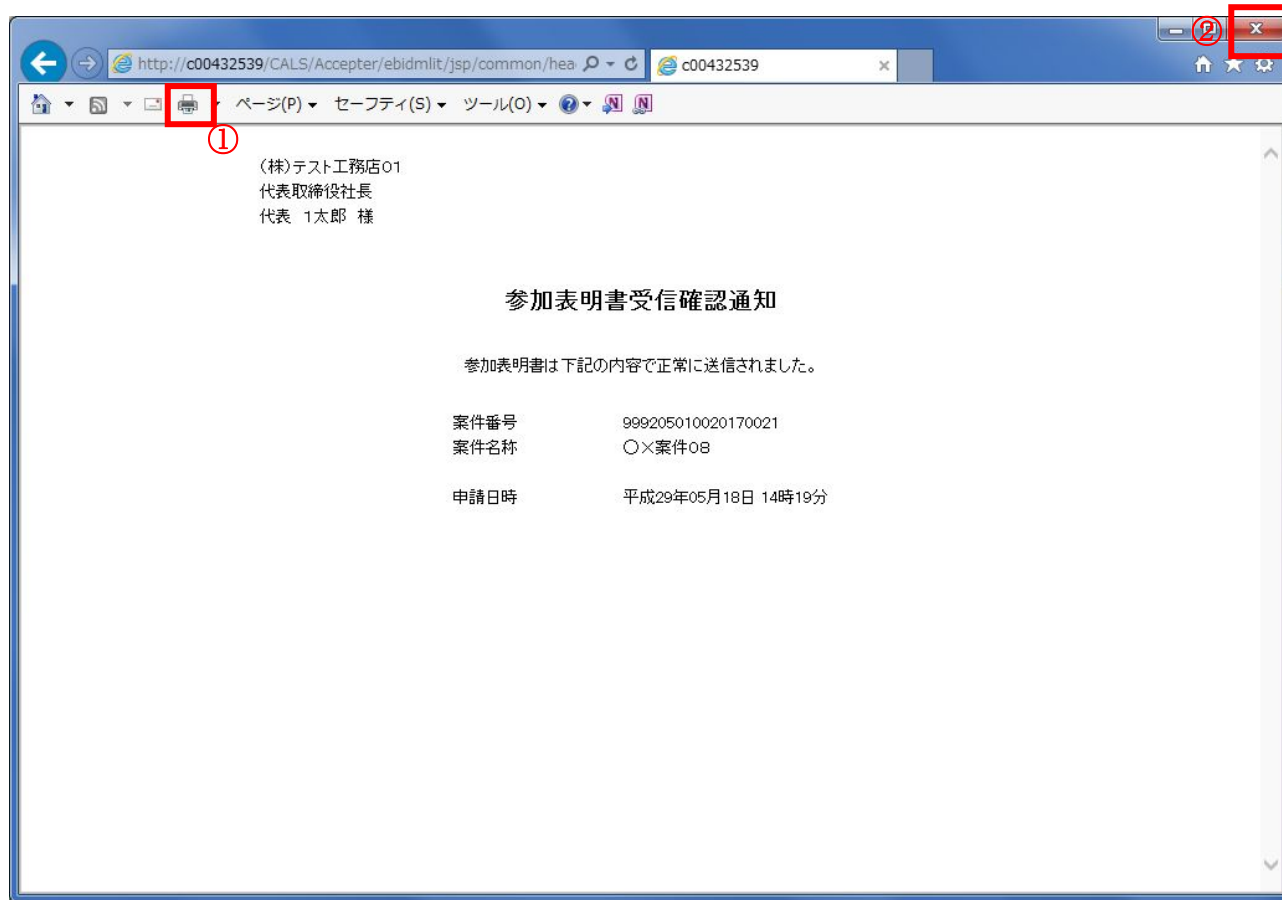 ②
http://c00432539/CALS/Accepter/ebidmlit/jsp/common/hea
c00432539
ページ(P) セーフティ(S) ツール(O)
①
(株)テスト工務店01
代表取締役社長
代表 1太郎 様
参加表明書受信確認通知
参加表明書は下記の内容で正常に送信されました。
案件番号 999205010020170021
案件名称 〇×案件08
申請日時 平成29年05月18日 14時19分